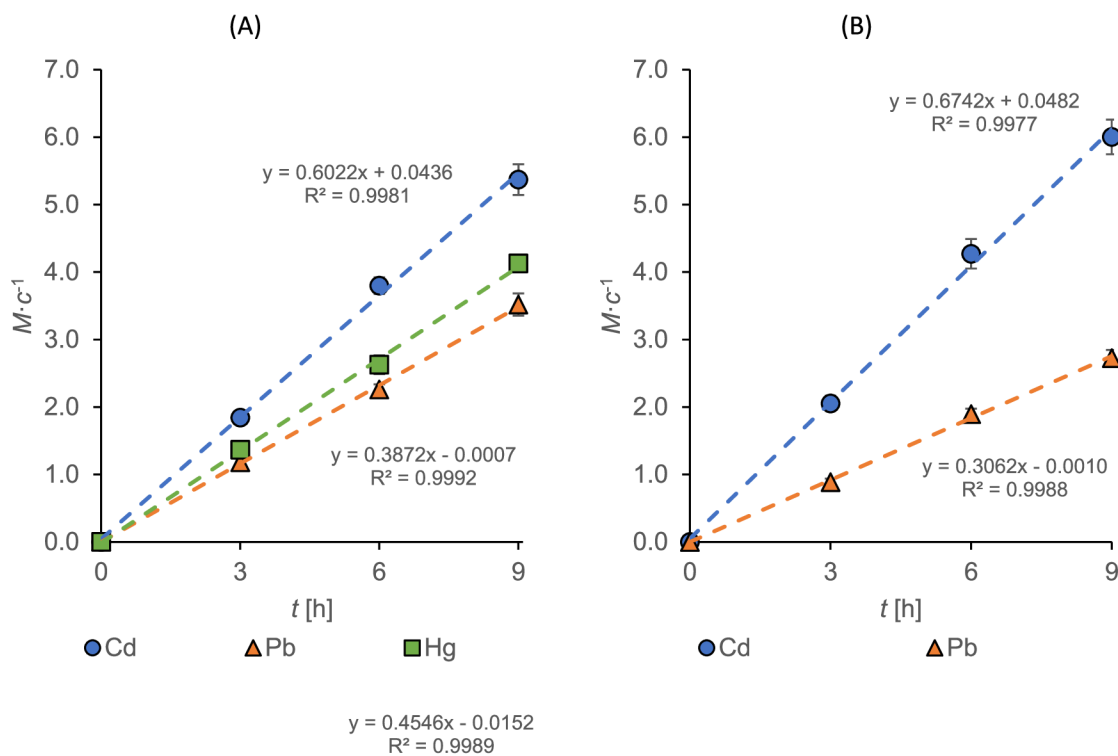 (A)
7.0
6.0
5.0
4.0
3.0
2.0
1.0
0.0
M·c⁻¹
y = 0.6022x + 0.0436
R² = 0.9981
y = 0.3872x - 0.0007
R² = 0.9992
0 3 6 9
t [h]
Cd Pb Hg
y = 0.4546x - 0.0152
R² = 0.9989
(B)
7.0
6.0
5.0
4.0
3.0
2.0
1.0
0.0
M·c⁻¹
y = 0.6742x + 0.0482
R² = 0.9977
y = 0.3062x - 0.0010
R² = 0.9988
0 3 6 9
t [h]
Cd Pb